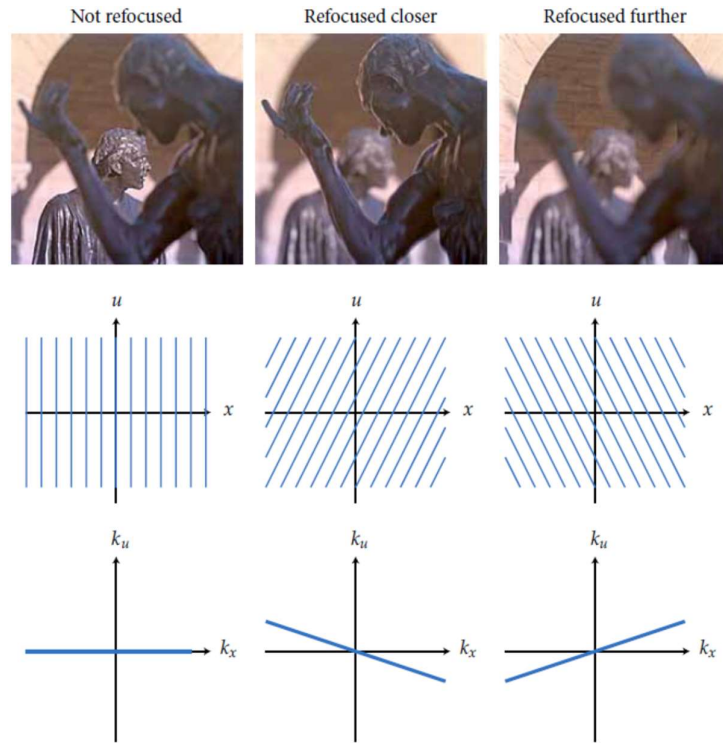 Not refocused
Refocused closer
Refocused further
u
u
u
x
x
x
k_u
k_u
k_u
k_x
k_x
k_x